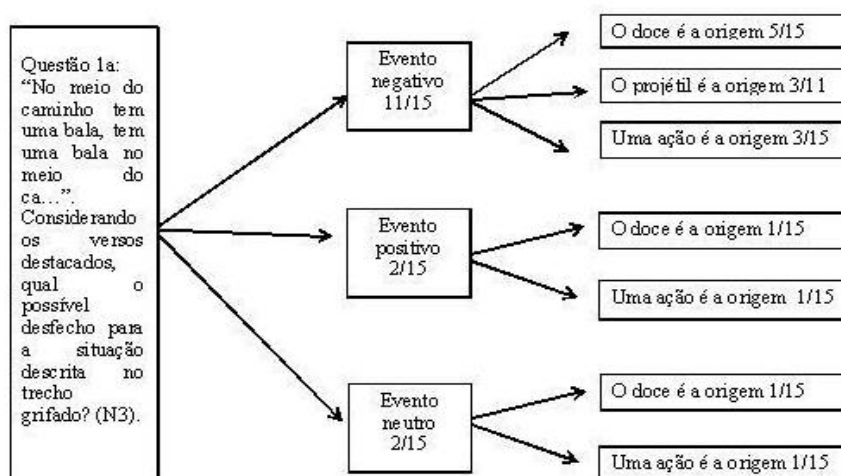 Questão 1a:
“No meio do
caminho tem
uma bala, tem
uma bala no
meio do
ca...”.
Considerando
os versos
destacados,
qual o
possível
desfecho para
a situação
descrita no
trecho
grifado? (N3).
Evento
negativo
11/15
O doce é a origem 5/15
O projétil é a origem 3/11
Uma ação é a origem 3/15
Evento
positivo
2/15
O doce é a origem 1/15
Uma ação é a origem 1/15
Evento
neutro
2/15
O doce é a origem 1/15
Uma ação é a origem 1/15